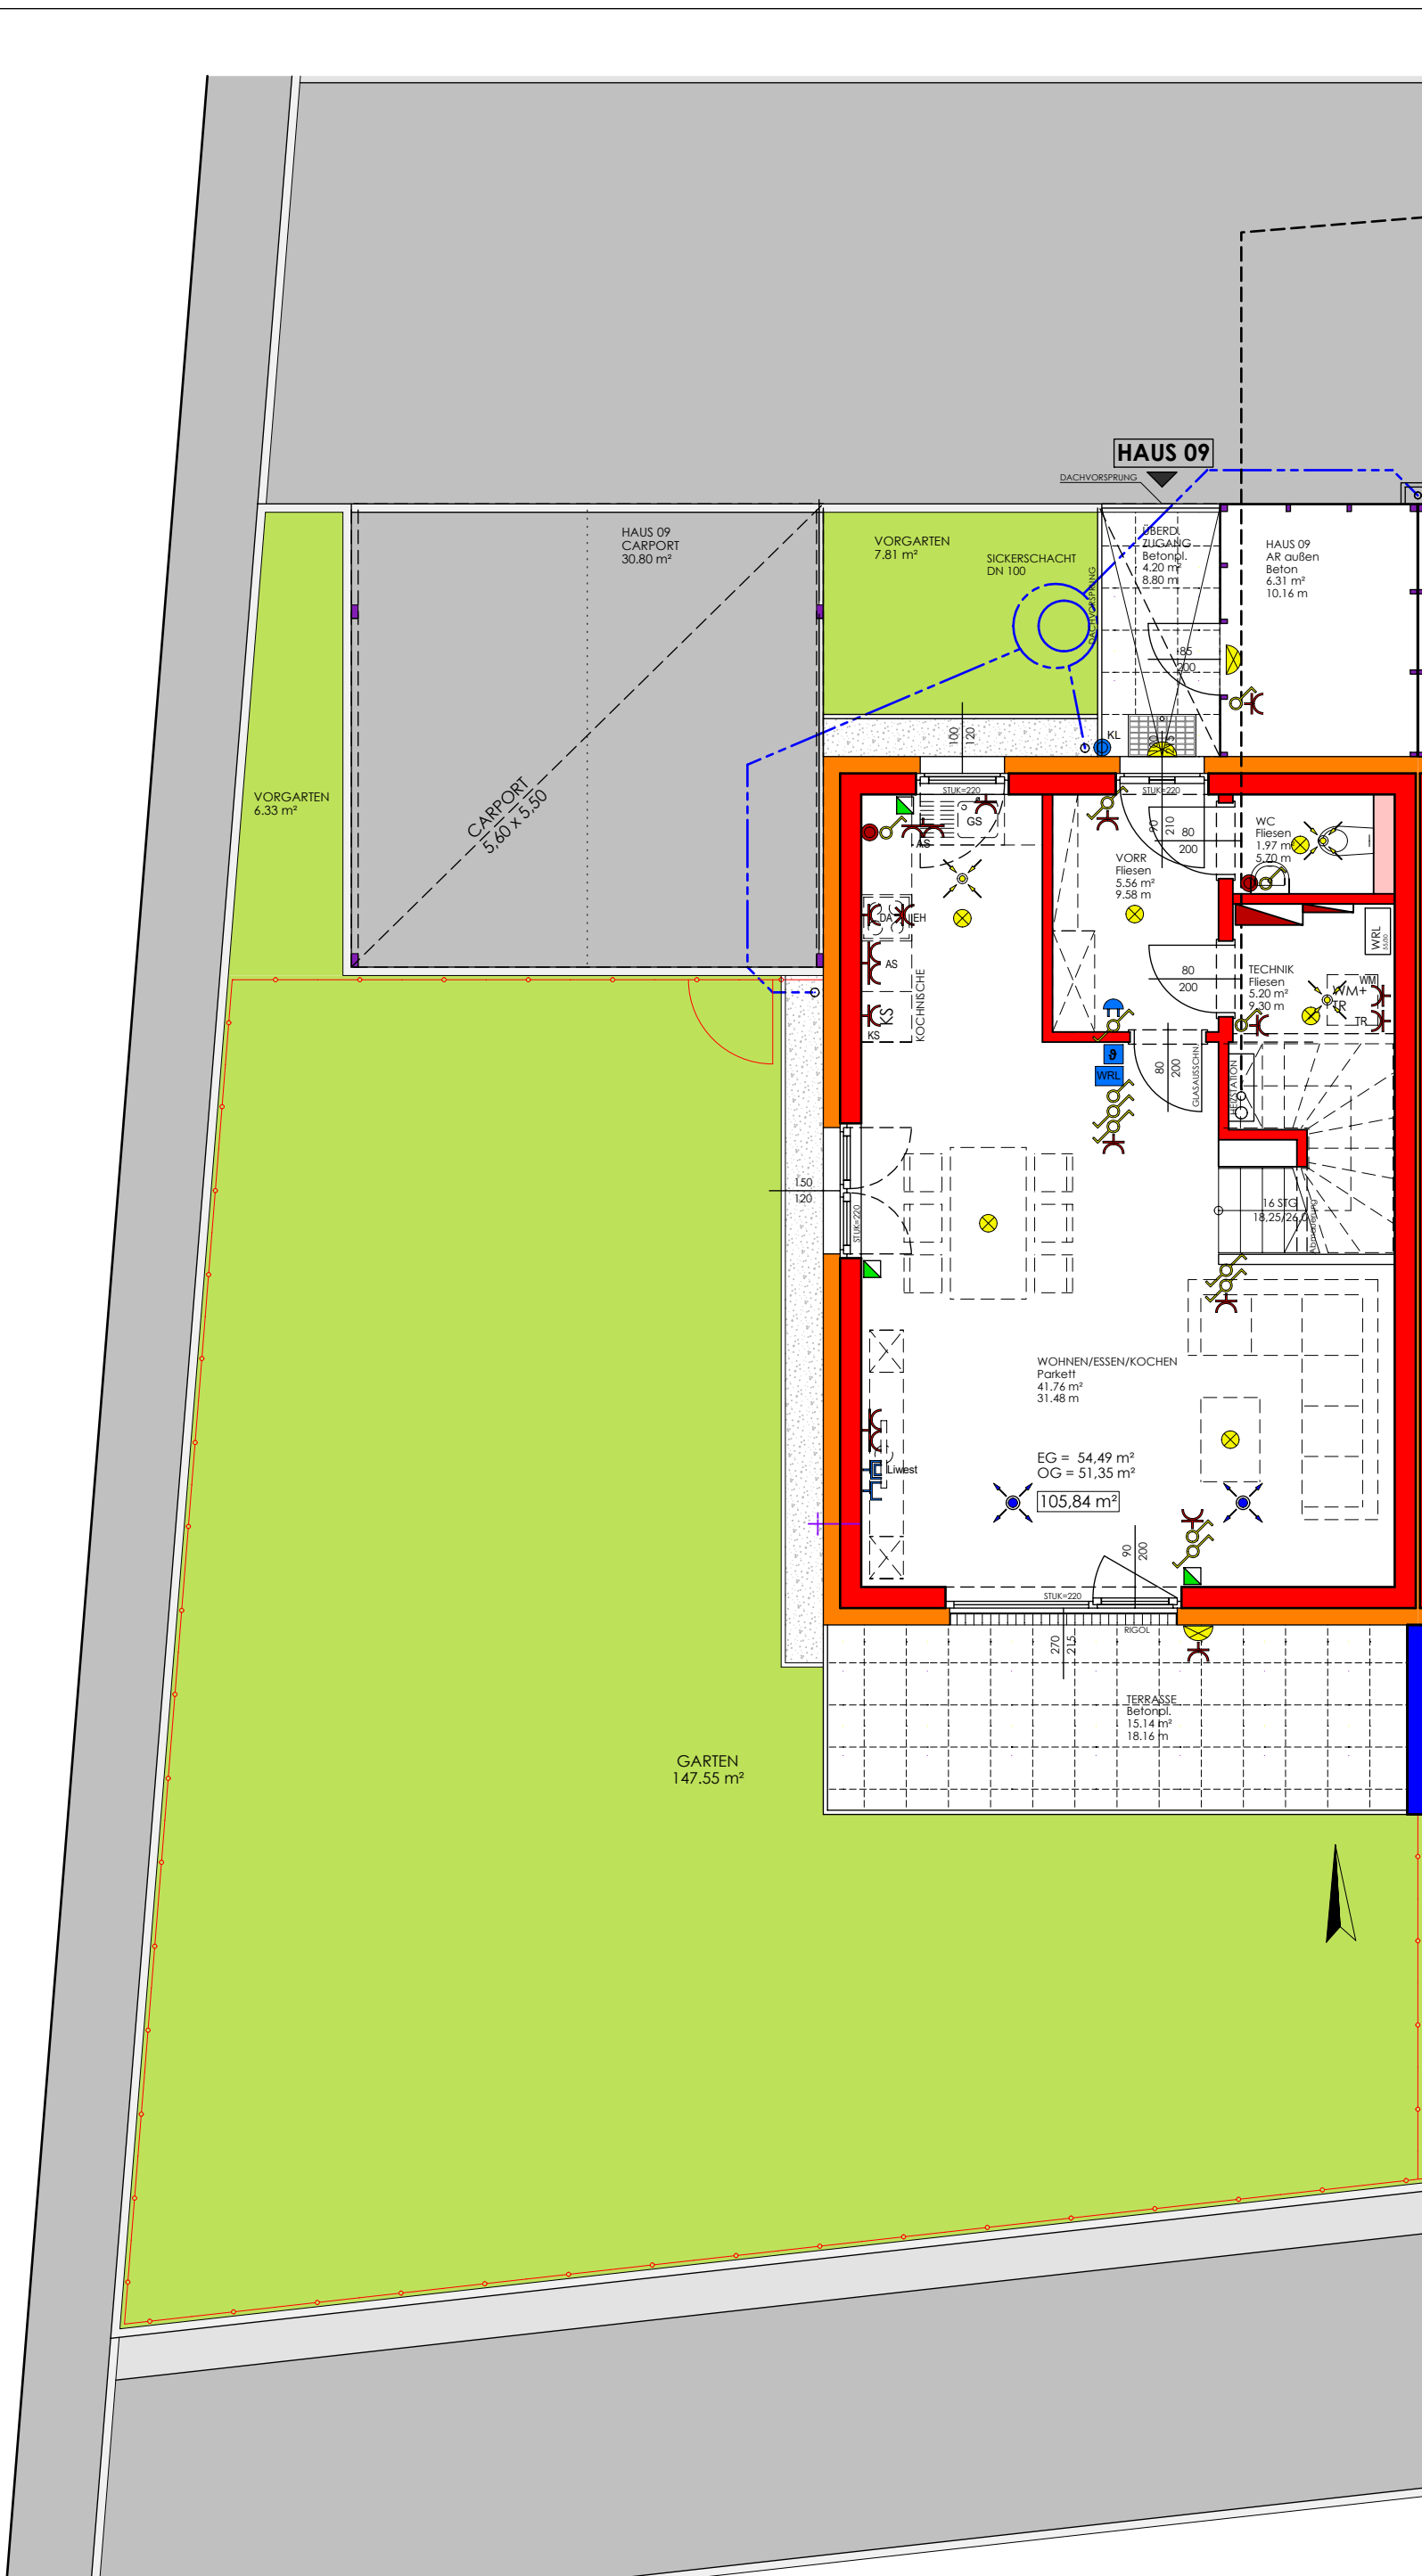 HAUS 09
DACHVORSPRUNG
HAUS 09
CARPORT
30.80 m²
VORGARTEN
7.81 m²
SICKERSCHACHT
DN 100
DACHVORSPRUNG
ÜBERD.
ZUGANG
Betonpl.
4.20 m²
8.80 m
HAUS 09
AR außen
Beton
6.31 m²
10.16 m
85
200
KL
100
120
VORGARTEN
6.33 m²
CARPORT
5,60 x 5,50
STUK=220
GS
AS
STUK=220
90
210
80
200
WC
Fliesen
1.97 m²
5.70 m
VORR
Fliesen
5.56 m²
9.58 m
DA
EH
AS
KS
KS
KOCHNISCHE
80
200
TECHNIK
Fliesen
5.20 m²
9.30 m
WRL
WM
WM+
TR
TR
WRL
80
200
GLASAUSSCHN
HEIZSTATION
150
120
STUK=220
16 STG
18,25/26,0
Abmauerung
WOHNEN/ESSEN/KOCHEN
Parkett
41.76 m²
31.48 m
EG = 54,49 m²
OG = 51,35 m²
105,84 m²
Liwest
90
200
STUK=220
RIGOL
270
215
TERRASSE
Betonpl.
15.14 m²
18.16 m
GARTEN
147.55 m²